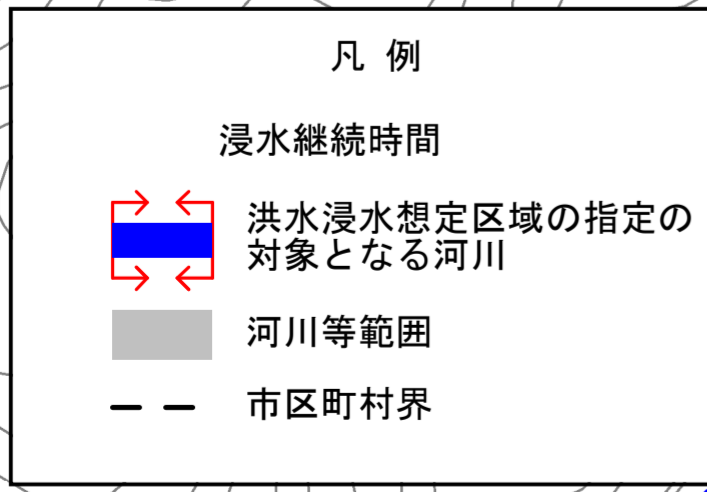 凡 例
浸水継続時間
洪水浸水想定区域の指定の
対象となる河川
河川等範囲
市区町村界